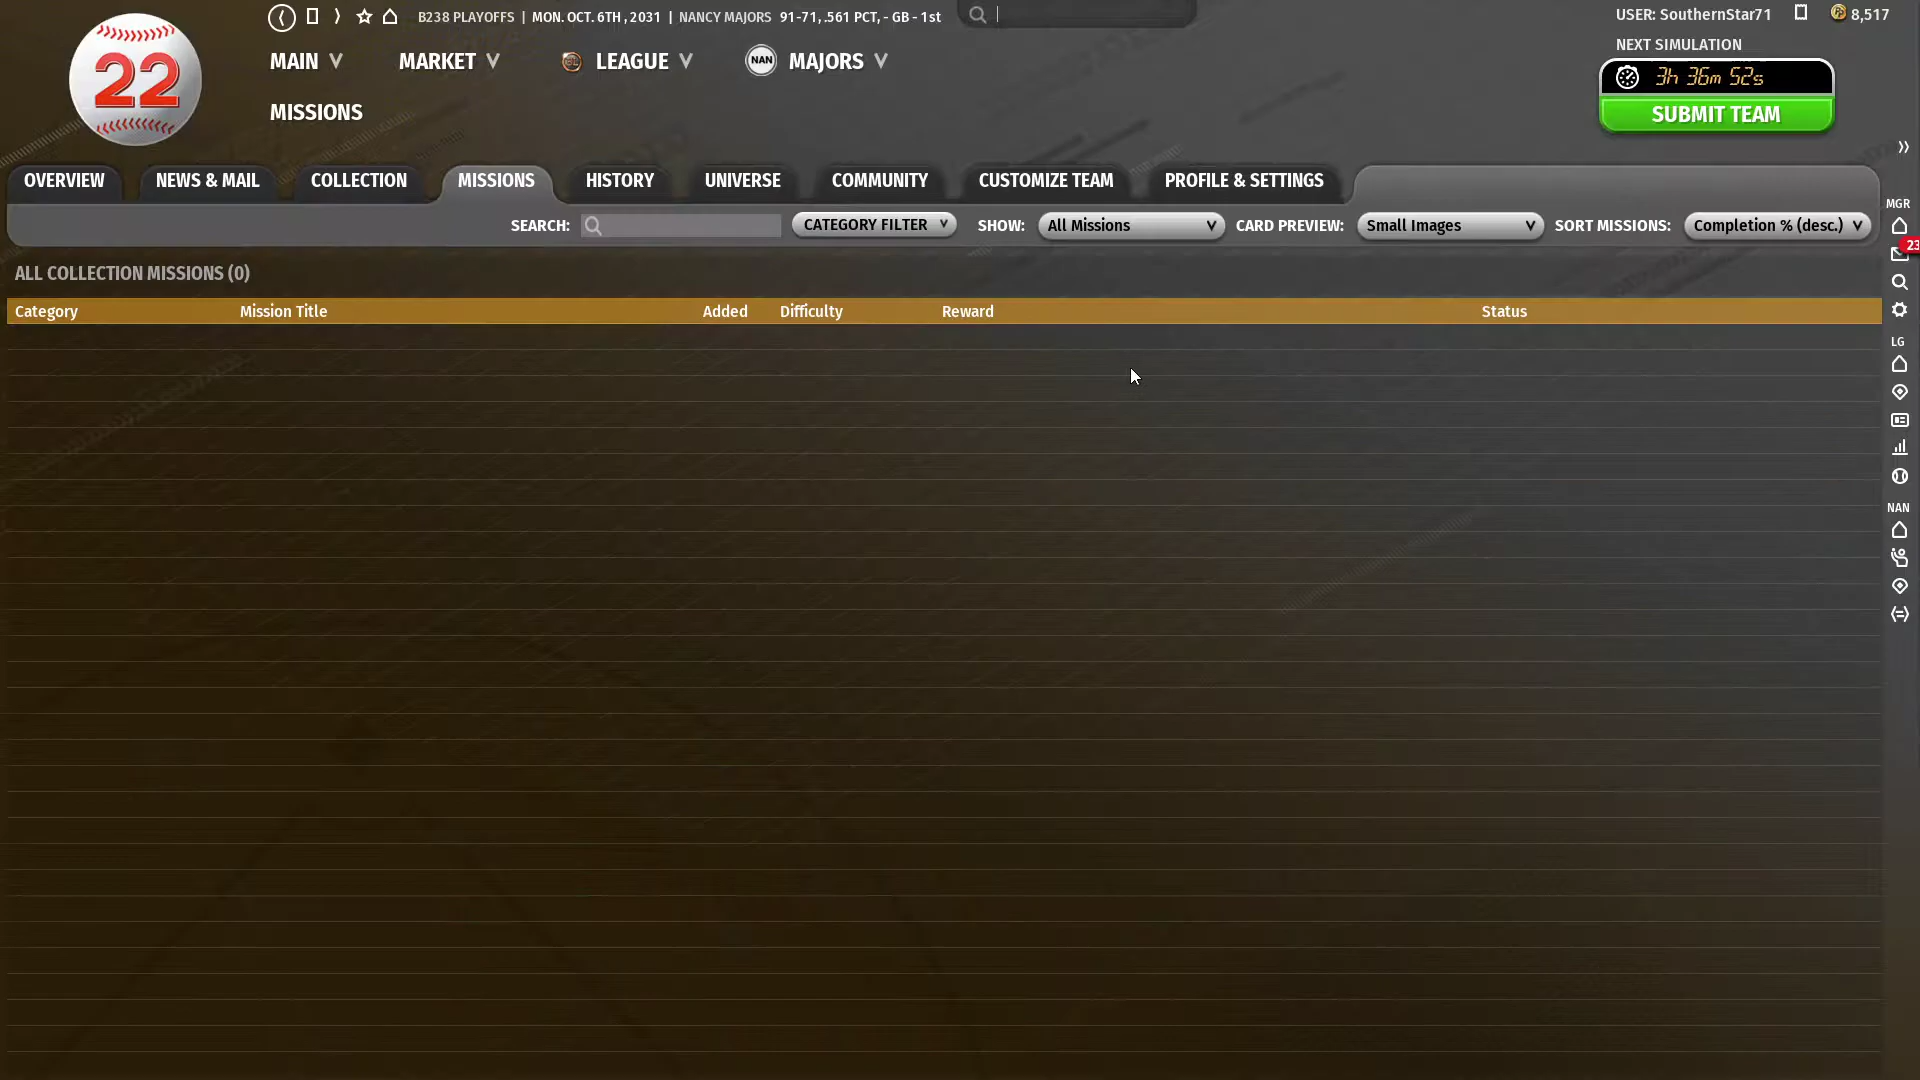 B238 PLAYOFFS | MON. OCT. 6TH , 2031 | NANCY MAJORS 91-71, .561 PCT, - GB - 1st
USER: SouthernStar71
8,517
22
MAIN
MARKET
LEAGUE
NAN
MAJORS
NEXT SIMULATION
3h 36m 52s
SUBMIT TEAM
MISSIONS
OVERVIEW
NEWS & MAIL
COLLECTION
MISSIONS
HISTORY
UNIVERSE
COMMUNITY
CUSTOMIZE TEAM
PROFILE & SETTINGS
SEARCH:
CATEGORY FILTER
SHOW: All Missions
CARD PREVIEW: Small Images
SORT MISSIONS: Completion % (desc.)
ALL COLLECTION MISSIONS (0)
Category Mission Title Added Difficulty Reward Status
MGR
23
LG
NAN